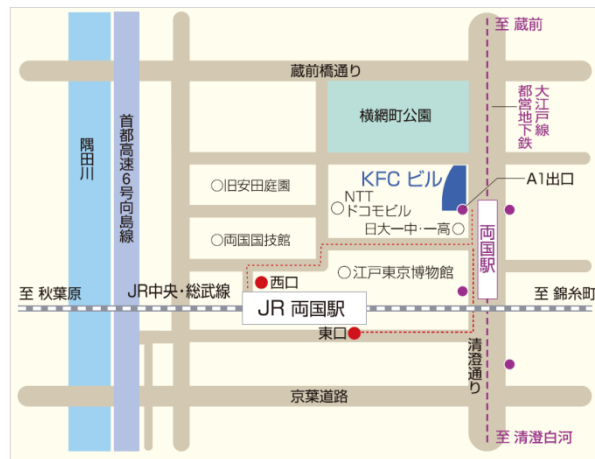 至 蔵前
蔵前橋通り
大江戸線
都営地下鉄
横網町公園
首都高速6号向島線
隅田川
KFC ビル
A1出口
○旧安田庭園
NTT
○ドコモビル
日大一中・一高○
○両国国技館
両国駅
○江戸東京博物館
西口
至 秋葉原
JR中央・総武線
至 錦糸町
JR 両国駅
東口
清澄通り
京葉道路
至 清澄白河